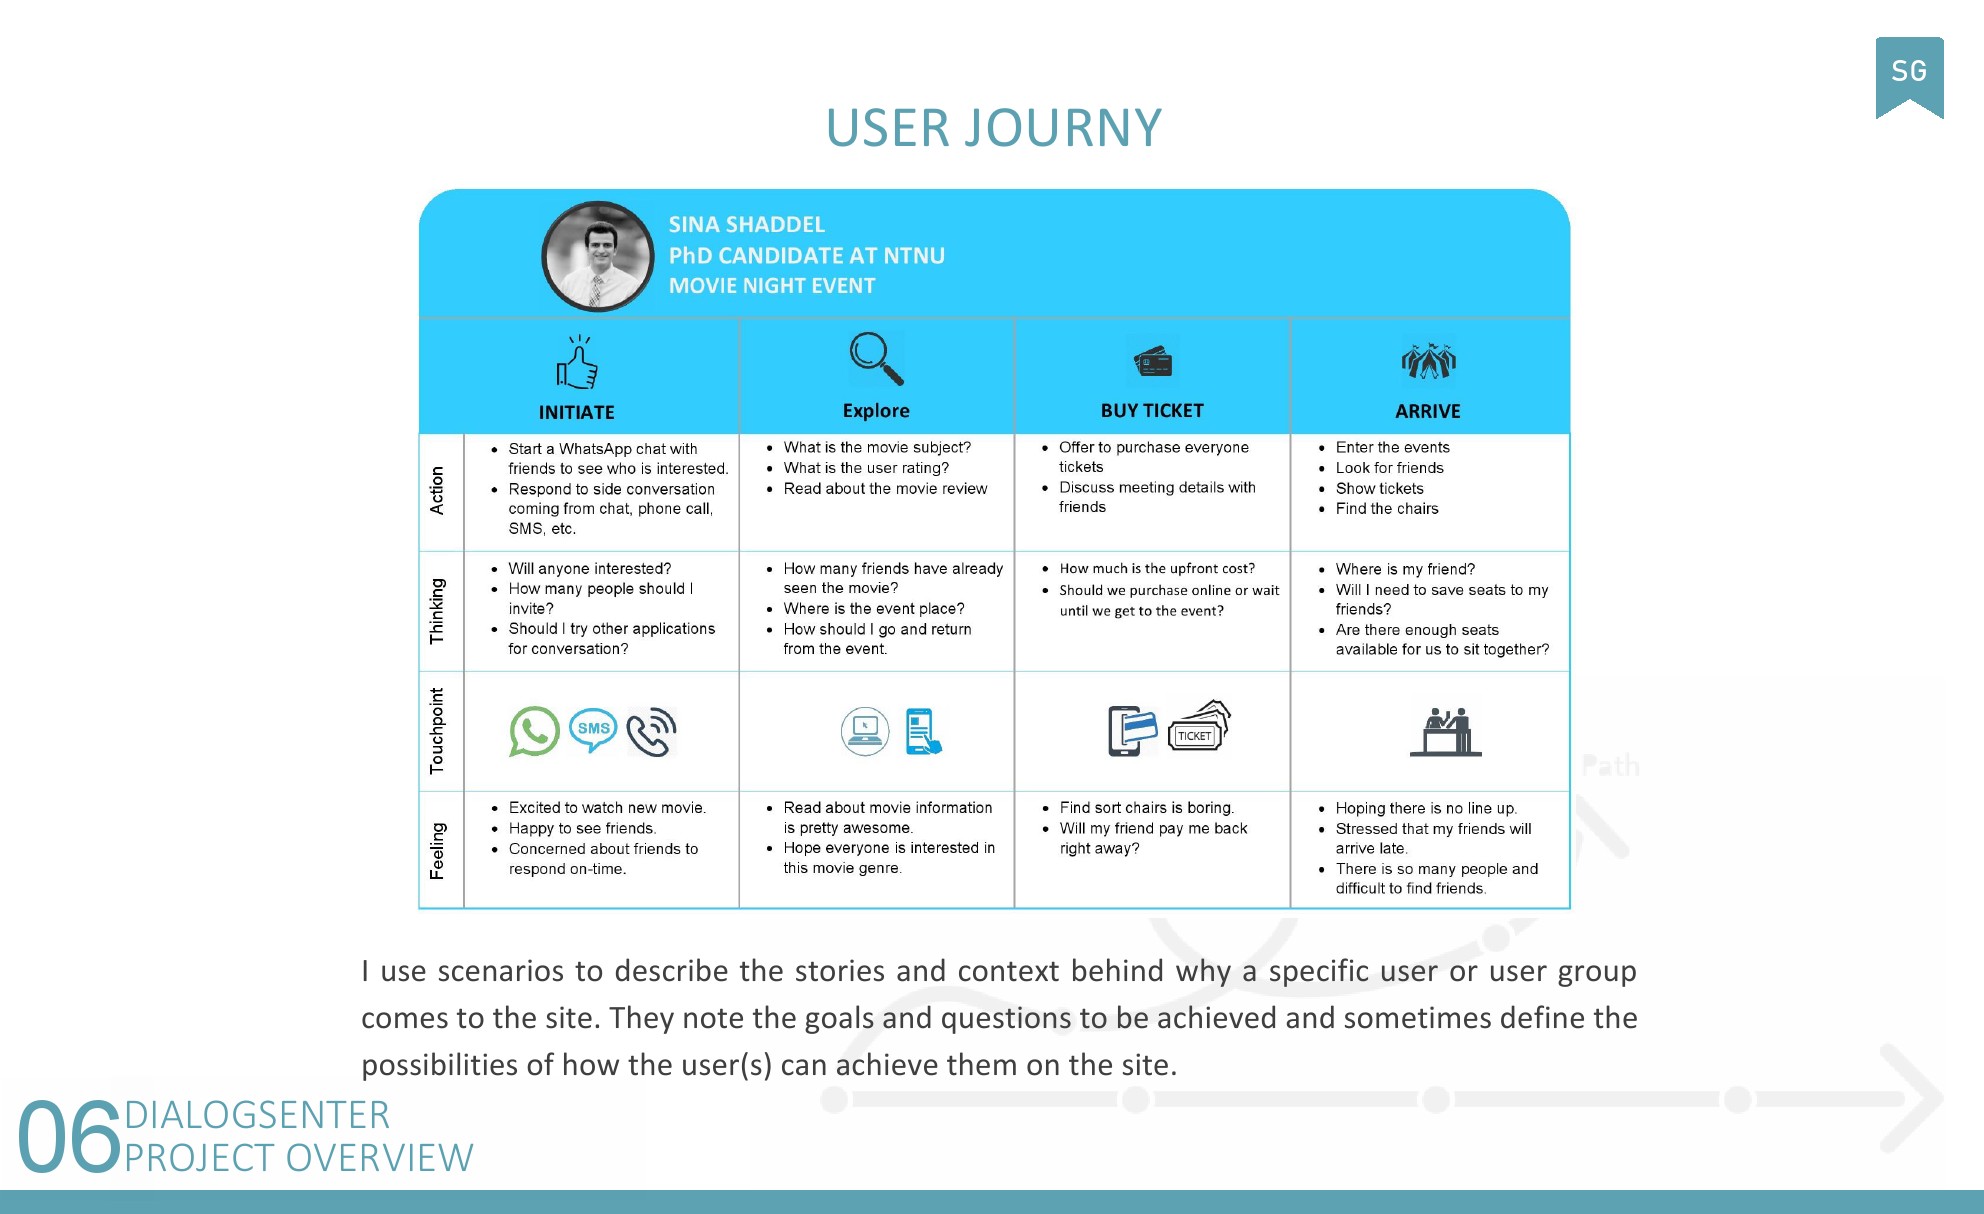 SG
USER JOURNY
SINA SHADDEL
PhD CANDIDATE AT NTNU
MOVIE NIGHT EVENT
INITIATE
Explore
BUY TICKET
ARRIVE
Action
• Start a WhatsApp chat with
friends to see who is interested.
• Respond to side conversation
coming from chat, phone call,
SMS, etc.
• What is the movie subject?
• What is the user rating?
• Read about the movie review
• Offer to purchase everyone
tickets
• Discuss meeting details with
friends
• Enter the events
• Look for friends
• Show tickets
• Find the chairs
Thinking
• Will anyone interested?
• How many people should I
invite?
• Should I try other applications
for conversation?
• How many friends have already
seen the movie?
• Where is the event place?
• How should I go and return
from the event.
• How much is the upfront cost?
• Should we purchase online or wait
until we get to the event?
• Where is my friend?
• Will I need to save seats to my
friends?
• Are there enough seats
available for us to sit together?
Touchpoint
SMS
TICKET
Path
Feeling
• Excited to watch new movie.
• Happy to see friends.
• Concerned about friends to
respond on-time.
• Read about movie information
is pretty awesome.
• Hope everyone is interested in
this movie genre.
• Find sort chairs is boring.
• Will my friend pay me back
right away?
• Hoping there is no line up.
• Stressed that my friends will
arrive late.
• There is so many people and
difficult to find friends.
I use scenarios to describe the stories and context behind why a specific user or user group
comes to the site. They note the goals and questions to be achieved and sometimes define the
possibilities of how the user(s) can achieve them on the site.
06
DIALOGSENTER
PROJECT OVERVIEW